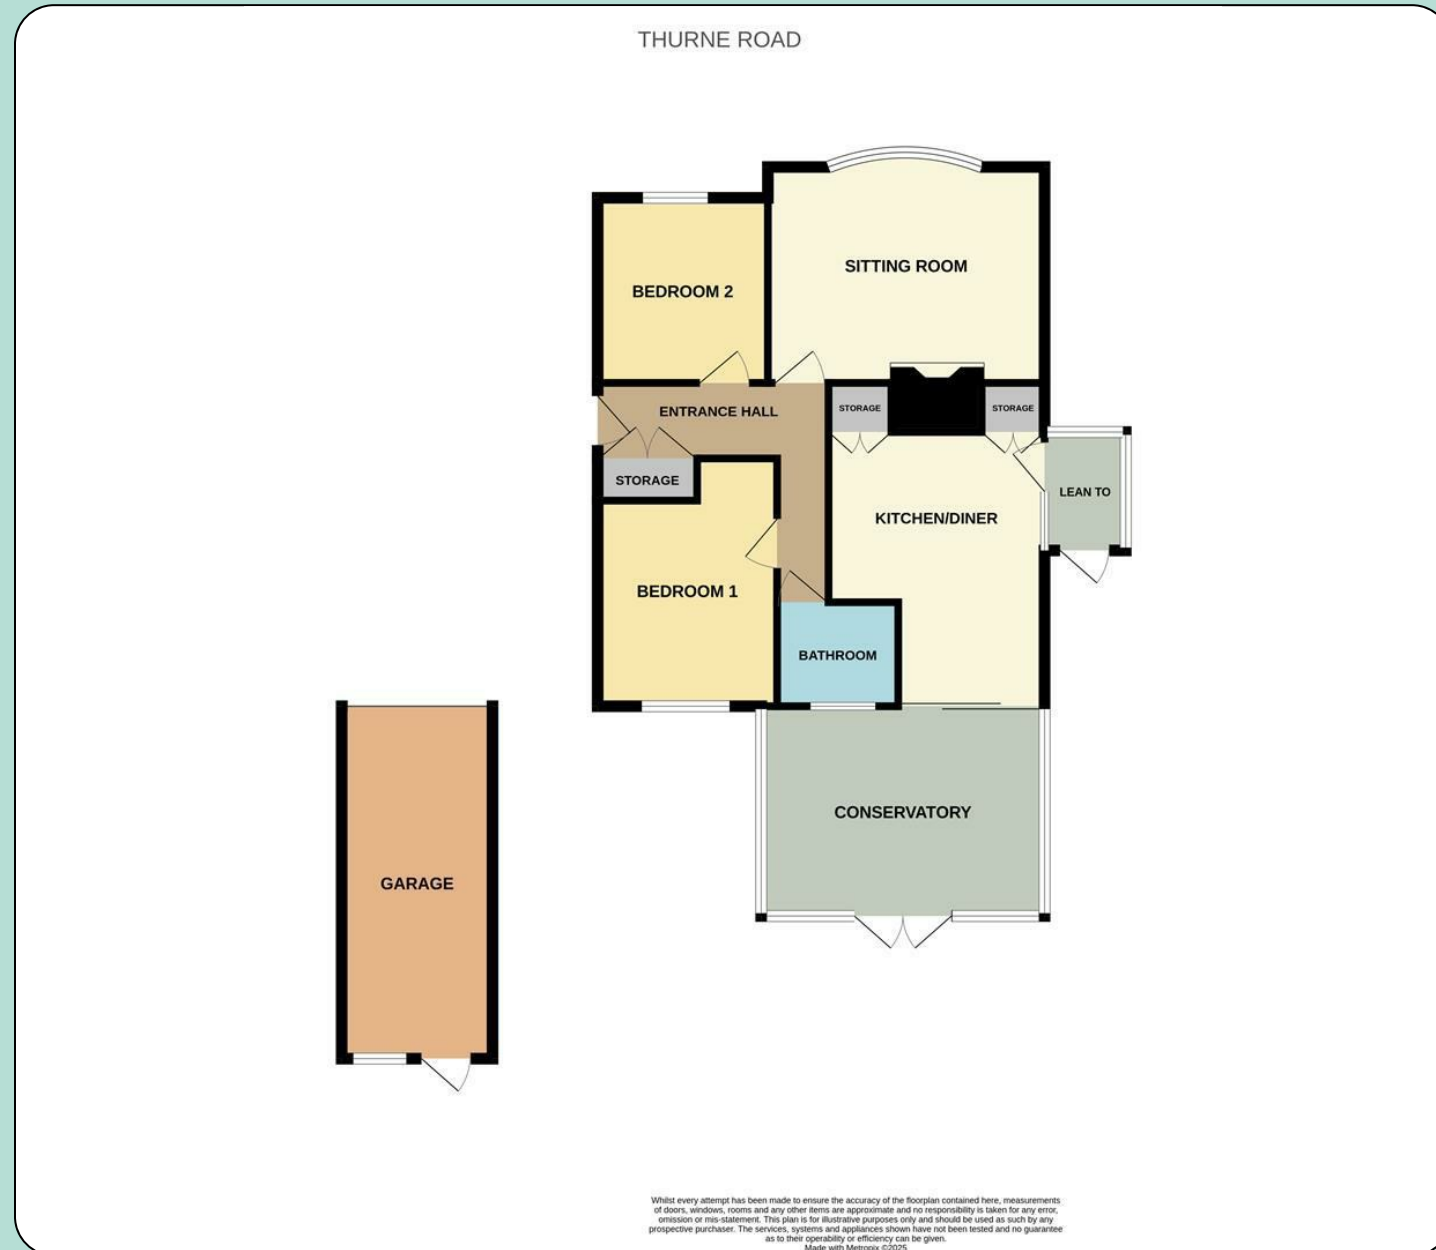 THURNE ROAD
SITTING ROOM
BEDROOM 2
ENTRANCE HALL
STORAGE
STORAGE
STORAGE
LEAN TO
KITCHEN/DINER
BEDROOM 1
BATHROOM
CONSERVATORY
GARAGE
Whilst every attempt has been made to ensure the accuracy of the floorplan contained here, measurements
of doors, windows, rooms and any other items are approximate and no responsibility is taken for any error,
omission or mis-statement. This plan is for illustrative purposes only and should be used as such by any
prospective purchaser. The services, systems and appliances shown have not been tested and no guarantee
as to their operability or efficiency can be given.
Made with Metropix ©2025